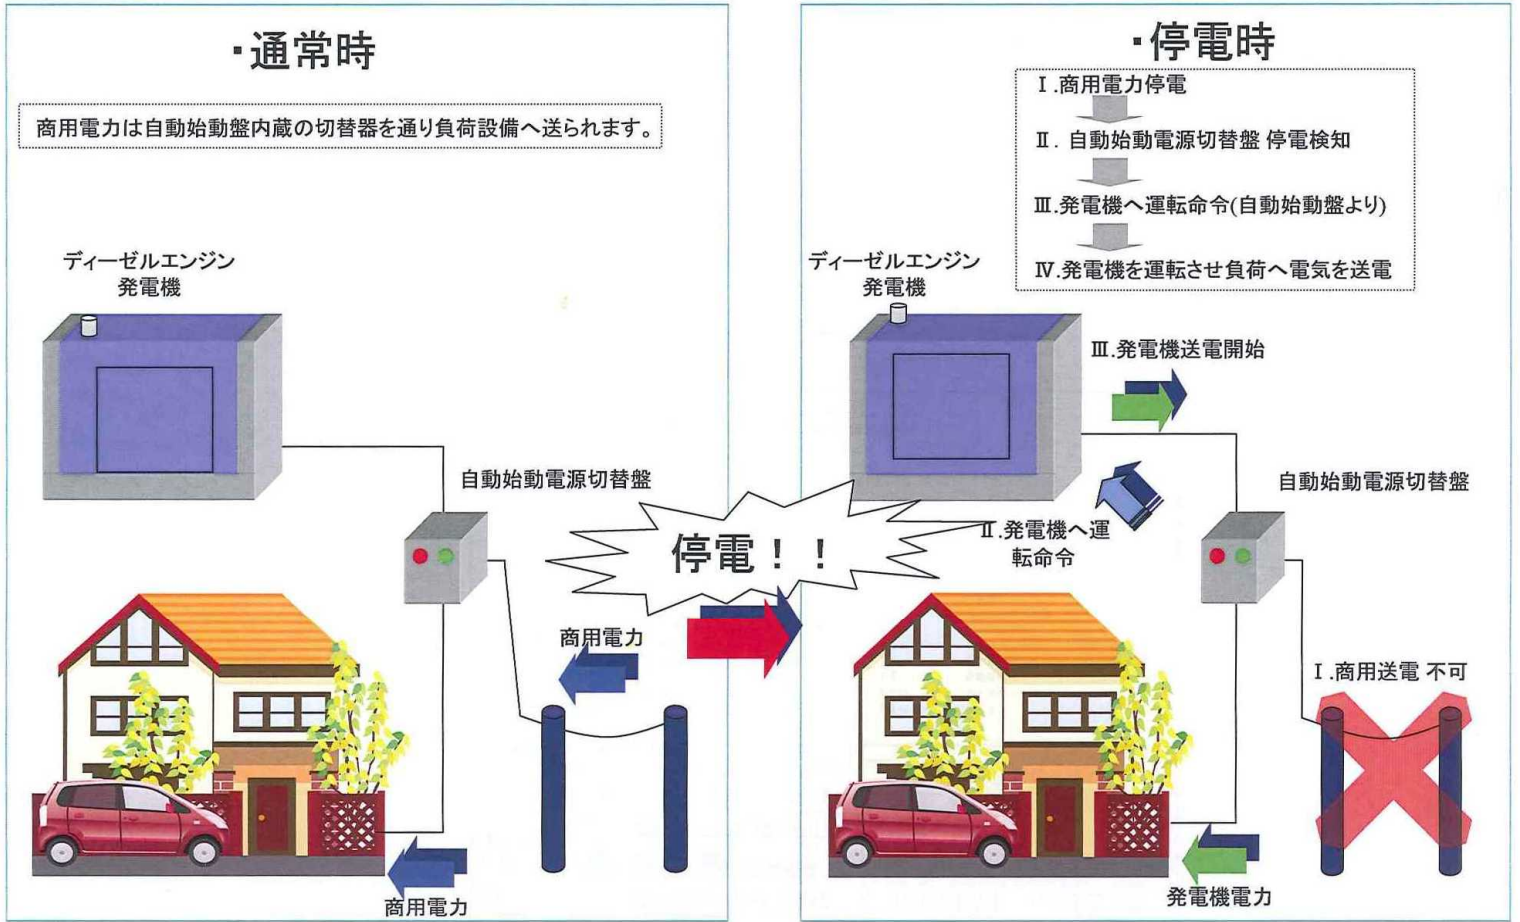 ・通常時
商用電力は自動始動盤内蔵の切替器を通り負荷設備へ送られます。
ディーゼルエンジン
発電機
自動始動電源切替盤
商用電力
商用電力
停電！！
・停電時
Ⅰ.商用電力停電
Ⅱ. 自動始動電源切替盤 停電検知
Ⅲ.発電機へ運転命令(自動始動盤より)
Ⅳ.発電機を運転させ負荷へ電気を送電
ディーゼルエンジン
発電機
Ⅲ.発電機送電開始
自動始動電源切替盤
Ⅱ.発電機へ運
転命令
Ⅰ.商用送電 不可
発電機電力